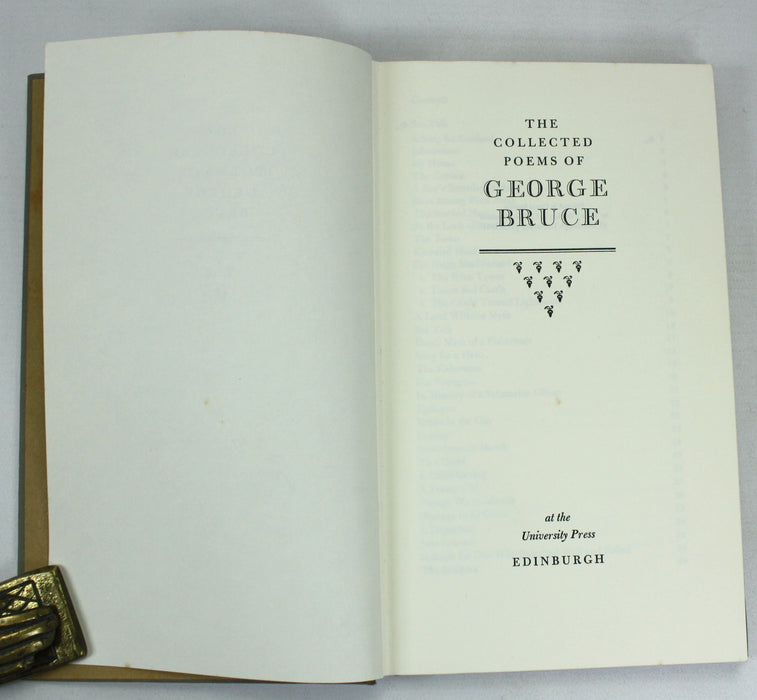 THE
COLLECTED
POEMS OF
GEORGE
BRUCE
at the
University Press
EDINBURGH